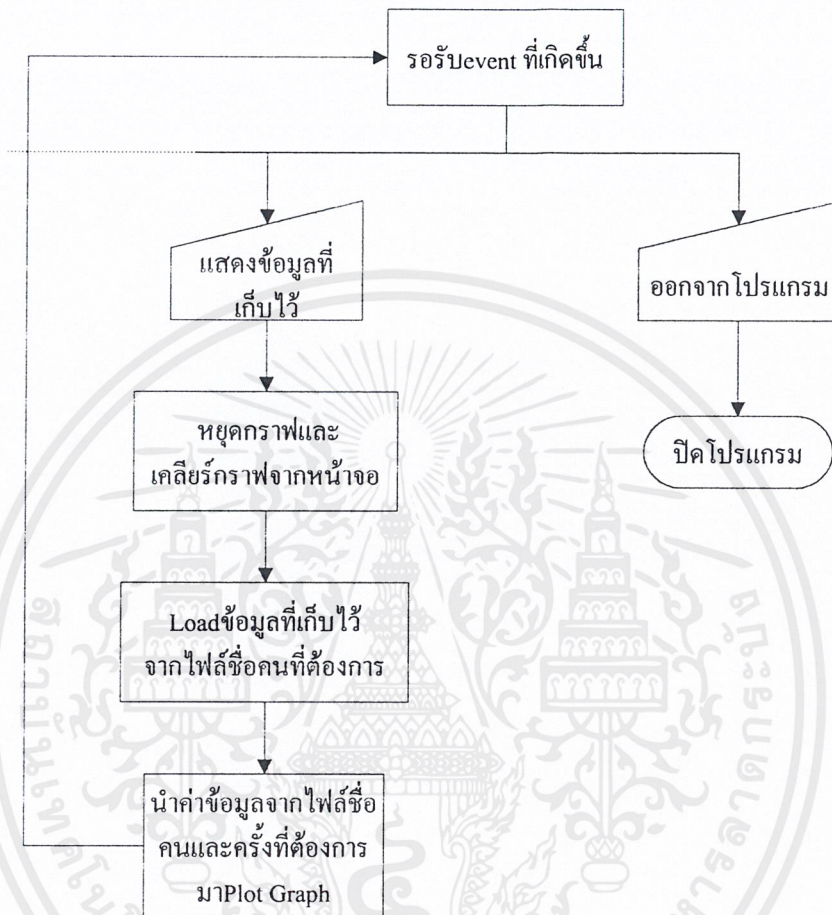 รอรับevent ที่เกิดขึ้น
แสดงข้อมูลที่
เก็บไว้
ออกจากโปรแกรม
หยุดกราฟและ
เคลียร์กราฟจากหน้าจอ
ปิดโปรแกรม
Loadข้อมูลที่เก็บไว้
จากไฟล์ชื่อคนที่ต้องการ
นำค่าข้อมูลจากไฟล์ชื่อ
คนและครั้งที่ต้องการ
มาPlot Graph